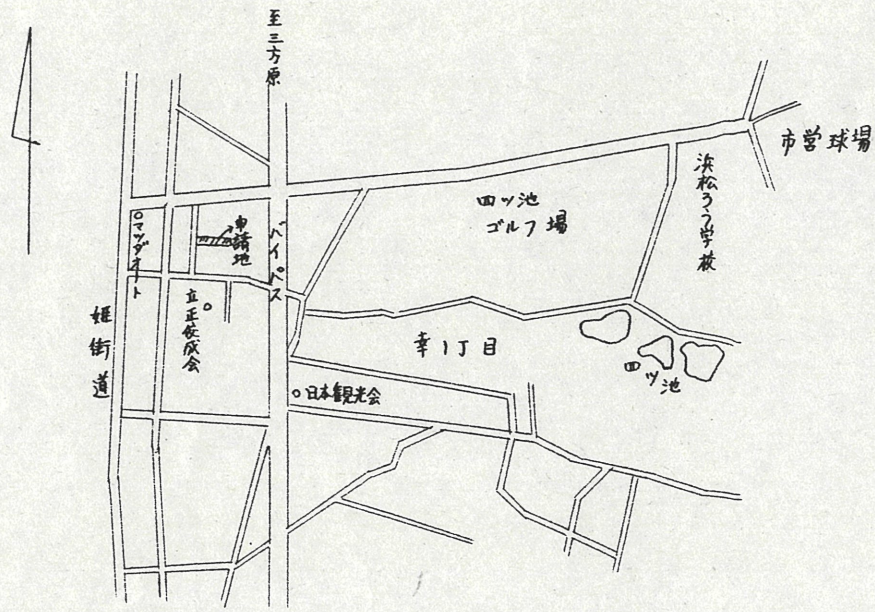 至三方原
市営球場
浜松ろう学校
四ツ池
ゴルフ場
申請地
バイパス
マツダオート
立正佼成会
姫街道
幸1丁目
四ツ池
日本観光会